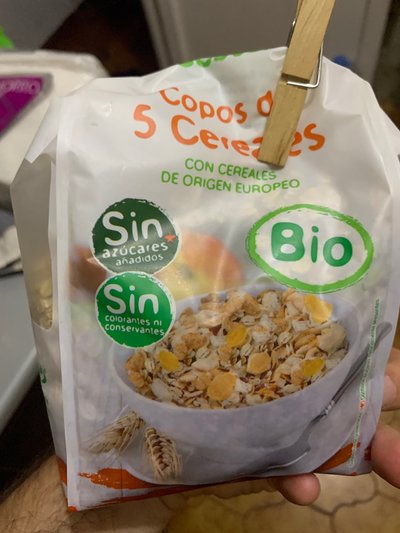 Copos d
5 Cereales
CON CEREALES
DE ORIGEN EUROPEO
Sin
azúcares*
añadidos
Bio
Sin
colorantes ni
conservantes